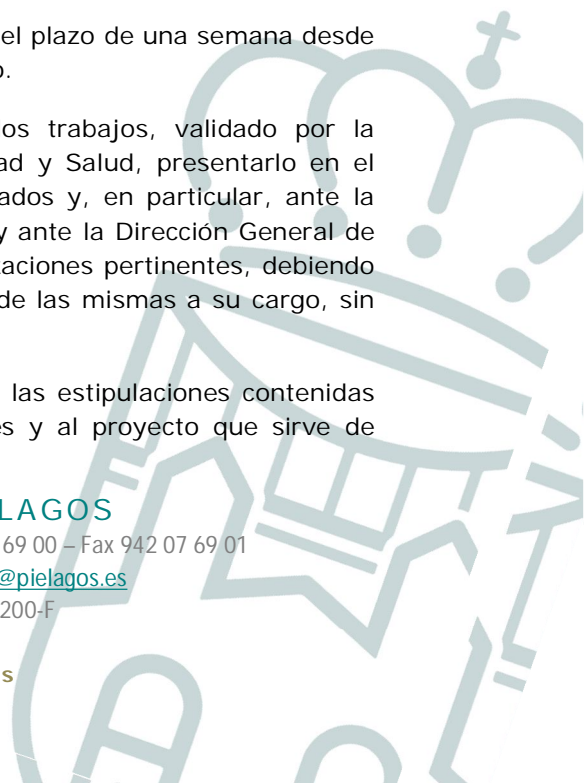 el plazo de una semana desde
os trabajos, validado por la
ad y Salud, presentarlo en el
ados y, en particular, ante la
y ante la Dirección General de
aciones pertinentes, debiendo
de las mismas a su cargo, sin
las estipulaciones contenidas
s y al proyecto que sirve de
LAGOS
69 00 – Fax 942 07 69 01
@pielagos.es
200-F
s